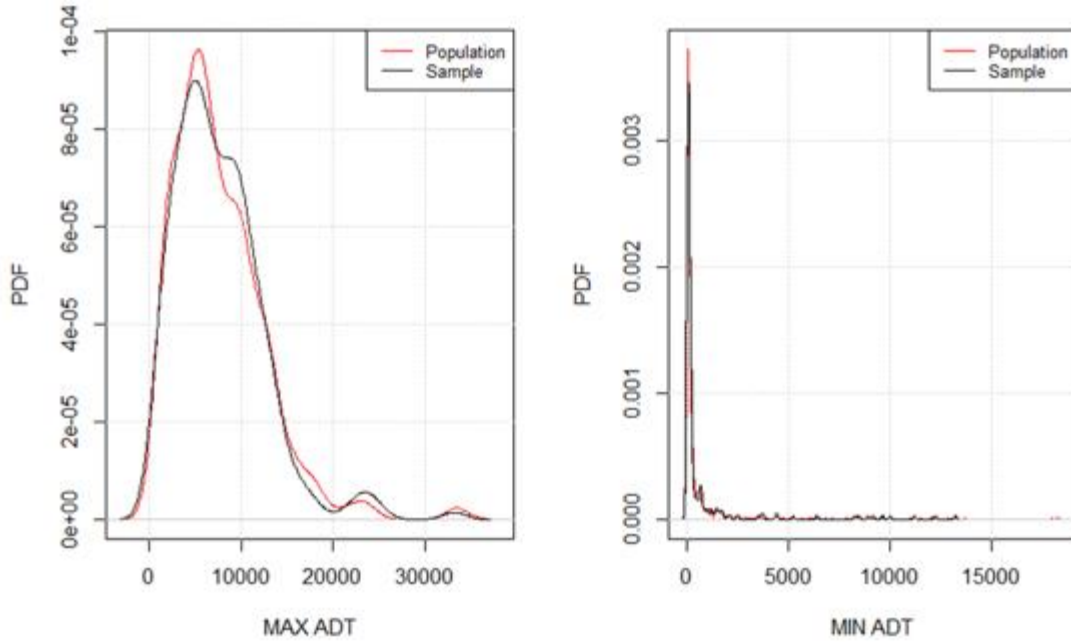 Population
Sample
PDF
1e-04
8e-05
6e-05
4e-05
2e-05
0e+00
0
10000
20000
30000
MAX ADT
Population
Sample
PDF
0.003
0.002
0.001
0.000
0
5000
10000
15000
MIN ADT